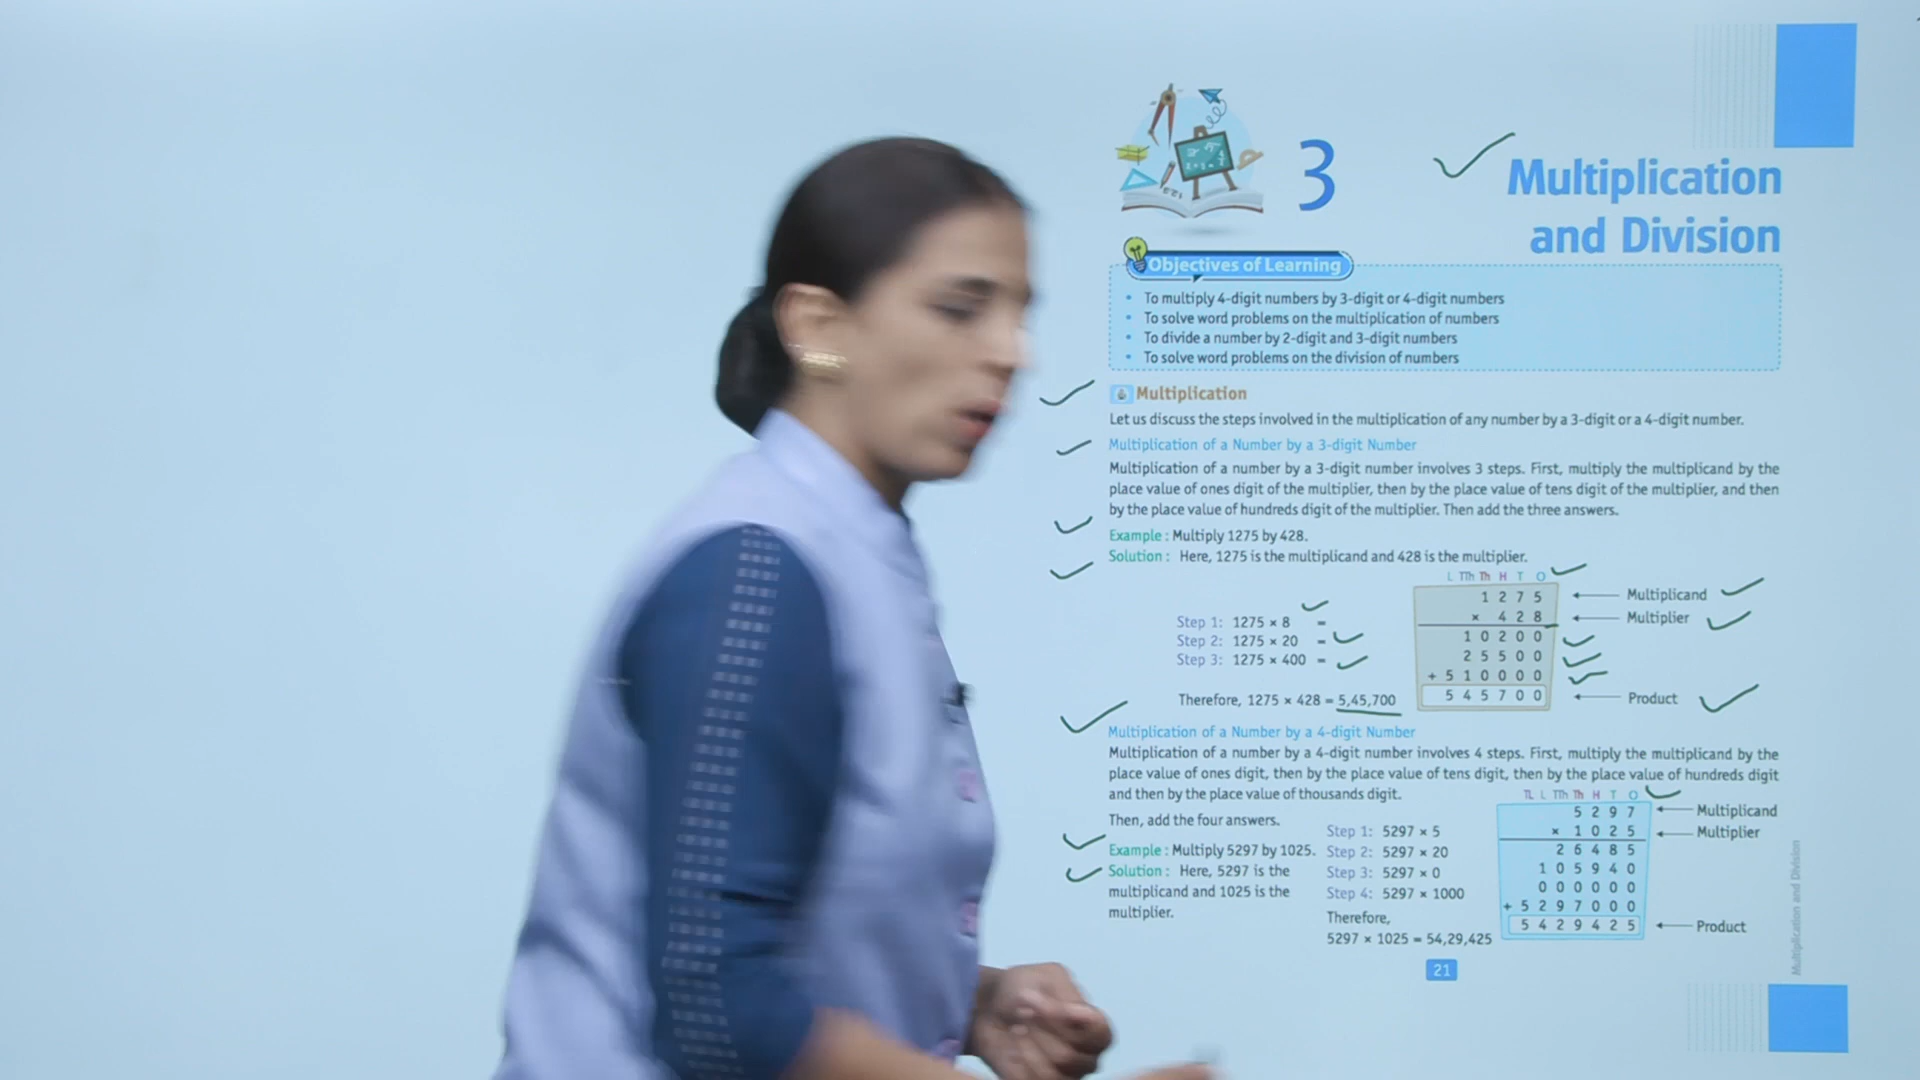 3
Multiplication
and Division
Objectives of Learning
• To multiply 4-digit numbers by 3-digit or 4-digit numbers
• To solve word problems on the multiplication of numbers
• To divide a number by 2-digit and 3-digit numbers
• To solve word problems on the division of numbers
Multiplication
Let us discuss the steps involved in the multiplication of any number by a 3-digit or a 4-digit number.
Multiplication of a Number by a 3-digit Number
Multiplication of a number by a 3-digit number involves 3 steps. First, multiply the multiplicand by the
place value of ones digit of the multiplier, then by the place value of tens digit of the multiplier, and then
by the place value of hundreds digit of the multiplier. Then add the three answers.
Example : Multiply 1275 by 428.
Solution : Here, 1275 is the multiplicand and 428 is the multiplier.
L TTh Th H T O
1 2 7 5 Multiplicand
× 4 2 8 Multiplier
Step 1: 1275 × 8 = 1 0 2 0 0
Step 2: 1275 × 20 = 2 5 5 0 0
Step 3: 1275 × 400 = + 5 1 0 0 0 0
Therefore, 1275 × 428 = 5,45,700 5 4 5 7 0 0 Product
Multiplication of a Number by a 4-digit Number
Multiplication of a number by a 4-digit number involves 4 steps. First, multiply the multiplicand by the
place value of ones digit, then by the place value of tens digit, then by the place value of hundreds digit
and then by the place value of thousands digit.
Then, add the four answers.
Example : Multiply 5297 by 1025.
Solution : Here, 5297 is the
multiplicand and 1025 is the
multiplier.
Step 1: 5297 × 5
Step 2: 5297 × 20
Step 3: 5297 × 0
Step 4: 5297 × 1000
Therefore,
5297 × 1025 = 54,29,425
TL L TTh Th H T O
5 2 9 7 Multiplicand
× 1 0 2 5 Multiplier
2 6 4 8 5
1 0 5 9 4 0
0 0 0 0 0 0
+ 5 2 9 7 0 0 0
5 4 2 9 4 2 5 Product
21
Multiplication and Division